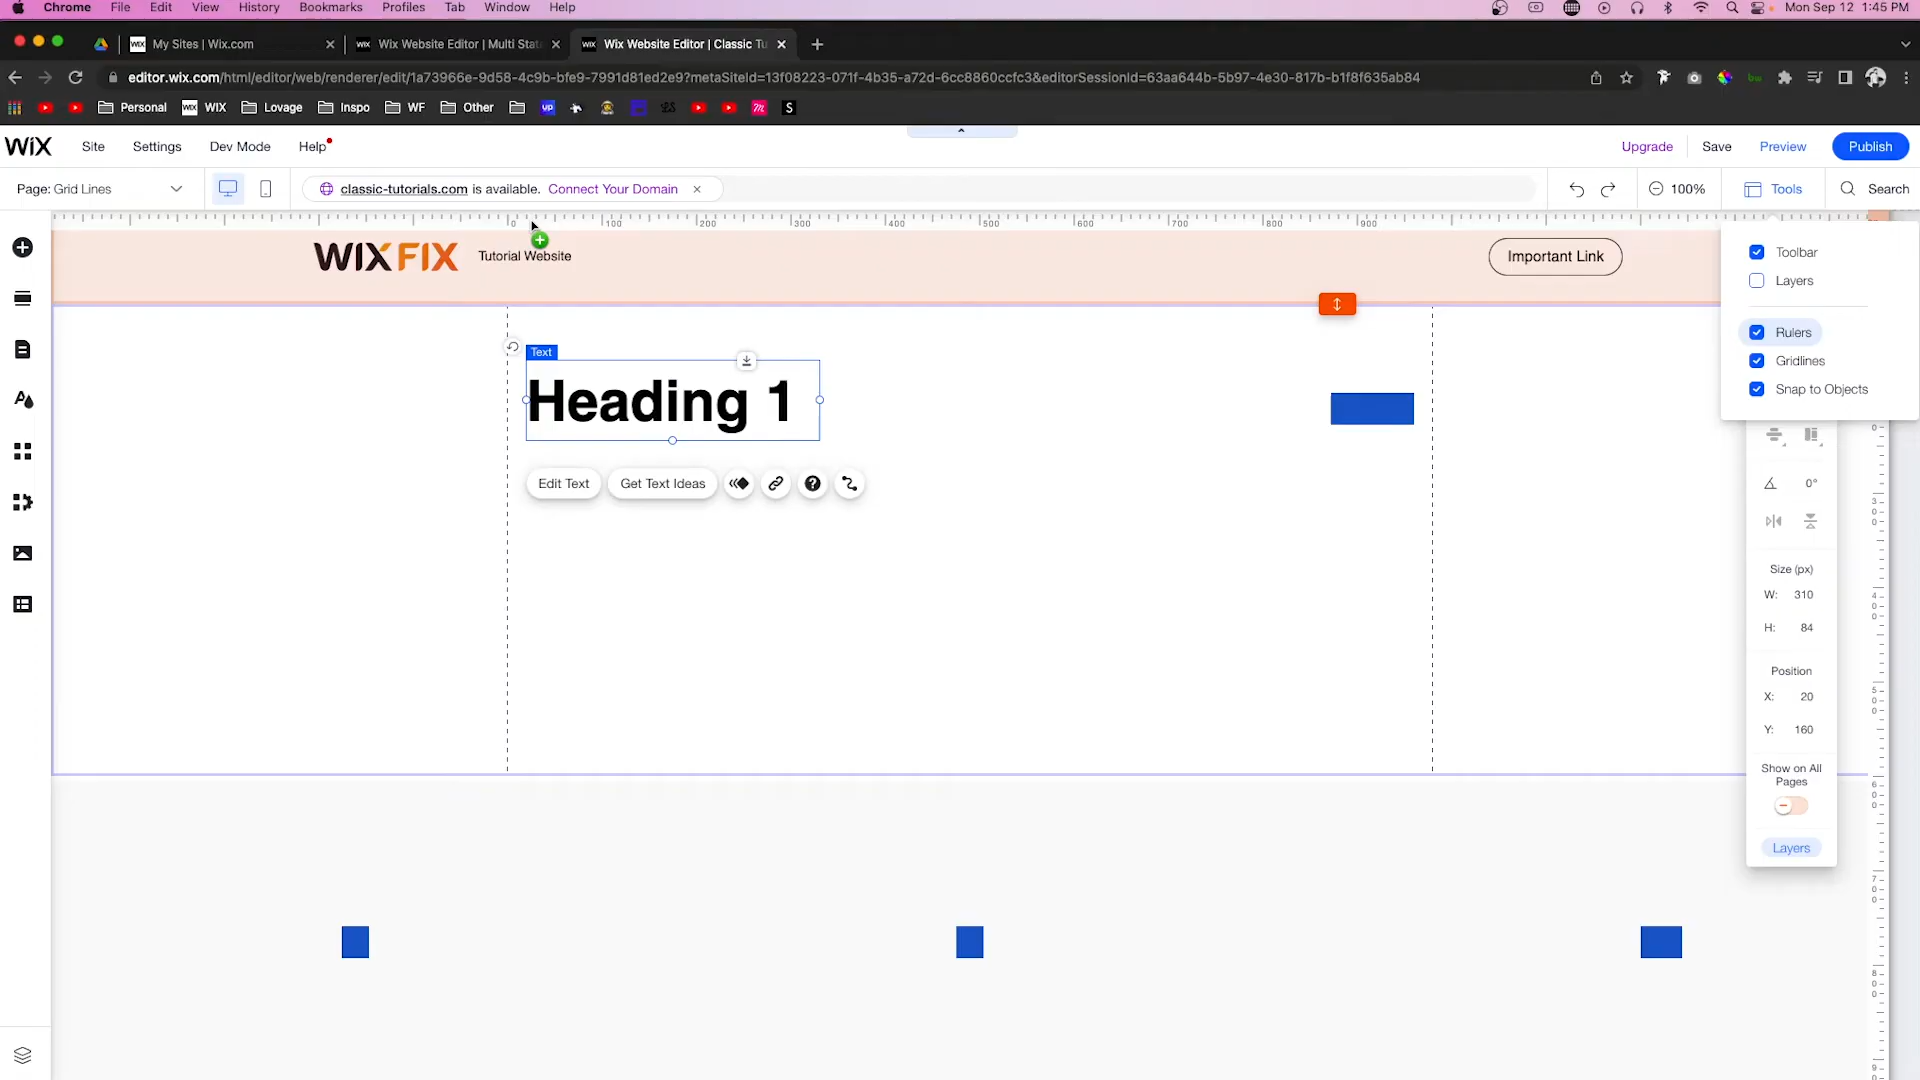 Chrome File Edit View History Bookmarks Profiles Tab Window Help Mon Sep 12 1:45 PM
My Sites | Wix.com Wix Website Editor | Multi Stat Wix Website Editor | Classic Tu
editor.wix.com/html/editor/web/renderer/edit/1a73966e-9d58-4c9b-bfe9-7991d81ed2e9?metaSiteId=13f08223-071f-4b35-a72d-6cc8860ccfc3&editorSessionId=63aa644b-5b97-4e30-817b-b1f8f635ab84
Personal WIX Lovage Inspo WF Other
WIX Site Settings Dev Mode Help Upgrade Save Preview Publish
Page: Grid Lines classic-tutorials.com is available. Connect Your Domain 100% Tools Search
0 100 200 300 400 500 600 700 800 900
WIXFIX Tutorial Website Important Link
Toolbar
Layers
Rulers
Gridlines
Snap to Objects
Text
Heading 1
Edit Text Get Text Ideas
0°
Size (px)
W: 310
H: 84
Position
X: 20
Y: 160
Show on All
Pages
Layers